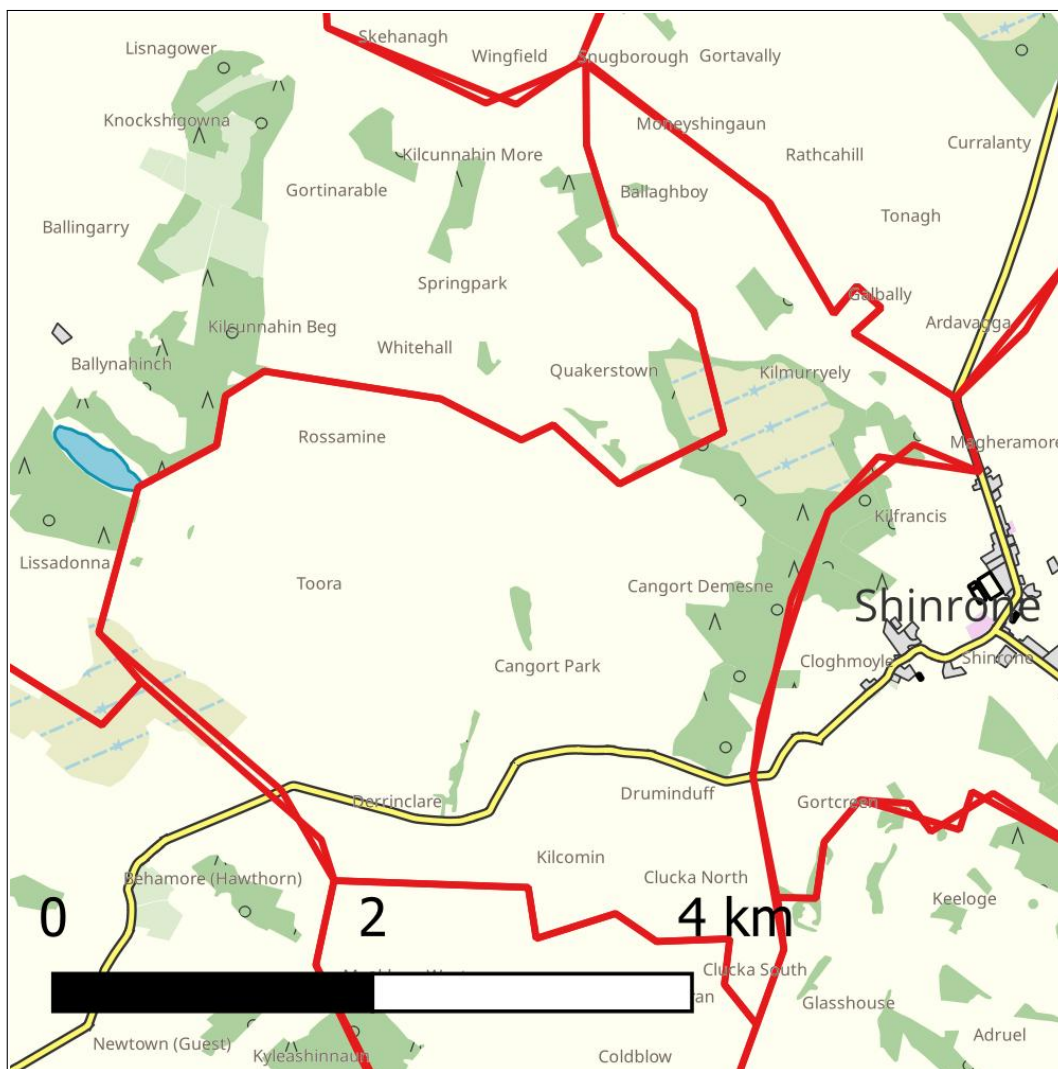 Skehanagh
Lisnagower
Wingfield
Snugborough
Gortavally
Knockshigowna
Moneyshingaun
Curralanty
Kilcunnahin More
Rathcahill
Gortinarable
Ballaghboy
Tonagh
Ballingarry
Springpark
Galbally
Kilcunnahin Beg
Ardavagga
Whitehall
Ballynahinch
Quakerstown
Kilmurryely
Rossamine
Magheramore
Kilfrancis
Lissadonna
Toora
Cangort Demesne
Shinrone
Cangort Park
Cloghmoyle
Shinrone
Derrinclare
Druminduff
Gortcreen
Kilcomin
Behamore (Hawthorn)
Clucka North
Keeloge
0 2 4 km
Clucka South
Glasshouse
Adruel
Newtown (Guest)
Kyleashinnaun
Coldblow